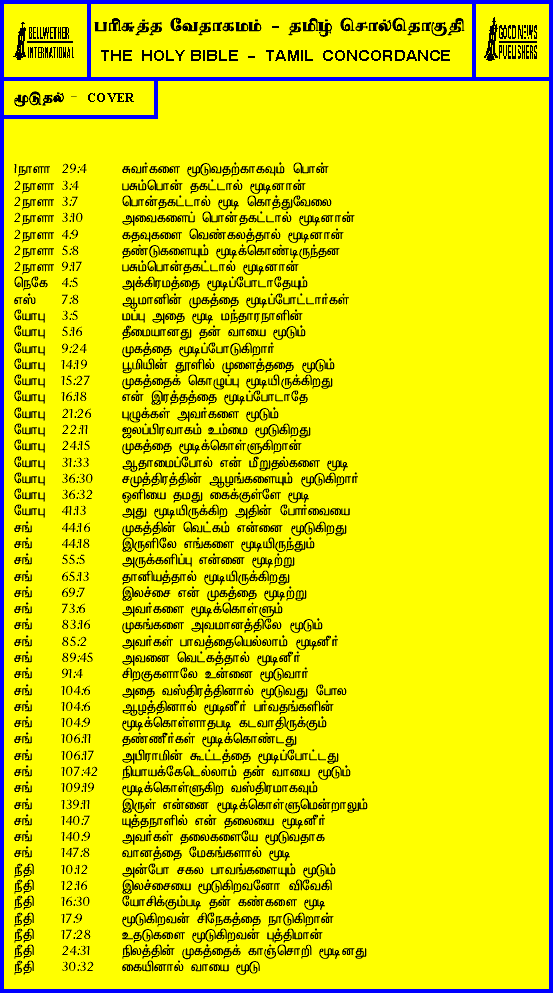 BELLWETHER
INTERNATIONAL
பரிசுத்த வேதாகமம் - தமிழ் சொல்தொகுதி
THE HOLY BIBLE - TAMIL CONCORDANCE
GOOD NEWS
PUBLISHERS
மூடுதல் - COVER
1நாளா 29:4 சுவர்களை மூடுவதற்காகவும் பொன்
2நாளா 3:4 பசும்பொன் தகட்டால் மூடினான்
2நாளா 3:7 பொன்தகட்டால் மூடி கொத்துவேலை
2நாளா 3:10 அவைகளைப் பொன்தகட்டால் மூடினான்
2நாளா 4:9 கதவுகளை வெண்கலத்தால் மூடினான்
2நாளா 5:8 தண்டுகளையும் மூடிக்கொண்டிருந்தன
2நாளா 9:17 பசும்பொன்தகட்டால் மூடினான்
நெகே 4:5 அக்கிரமத்தை மூடிப்போடாதேயும்
எஸ் 7:8 ஆமானின் முகத்தை மூடிப்போட்டார்கள்
யோபு 3:5 மப்பு அதை மூடி மந்தாரநாளின்
யோபு 5:16 தீமையானது தன் வாயை மூடும்
யோபு 9:24 முகத்தை மூடிப்போடுகிறார்
யோபு 14:19 பூமியின் தூளில் முளைத்ததை மூடும்
யோபு 15:27 முகத்தைக் கொழுப்பு மூடியிருக்கிறது
யோபு 16:18 என் இரத்தத்தை மூடிப்போடாதே
யோபு 21:26 புழுக்கள் அவர்களை மூடும்
யோபு 22:11 ஜலப்பிரவாகம் உம்மை மூடுகிறது
யோபு 24:15 முகத்தை மூடிக்கொள்ளுகிறான்
யோபு 31:33 ஆதாமைப்போல் என் மீறுதல்களை மூடி
யோபு 36:30 சமுத்திரத்தின் ஆழங்களையும் மூடுகிறார்
யோபு 36:32 ஒளியை தமது கைக்குள்ளே மூடி
யோபு 41:13 அது மூடியிருக்கிற அதின் போர்வையை
சங் 44:16 முகத்தின் வெட்கம் என்னை மூடுகிறது
சங் 44:18 இருளிலே எங்களை மூடியிருந்தும்
சங் 55:5 அருக்களிப்பு என்னை மூடிற்று
சங் 65:13 தானியத்தால் மூடியிருக்கிறது
சங் 69:7 இலச்சை என் முகத்தை மூடிற்று
சங் 73:6 அவர்களை மூடிக்கொள்ளும்
சங் 83:16 முகங்களை அவமானத்திலே மூடும்
சங் 85:2 அவர்கள் பாவத்தையெல்லாம் மூடினீர்
சங் 89:45 அவனை வெட்கத்தால் மூடினீர்
சங் 91:4 சிறகுகளாலே உன்னை மூடுவார்
சங் 104:6 அதை வஸ்திரத்தினால் மூடுவது போல
சங் 104:6 ஆழத்தினால் மூடினீர் பர்வதங்களின்
சங் 104:9 மூடிக்கொள்ளாதபடி கடவாதிருக்கும்
சங் 106:11 தண்ணீர்கள் மூடிக்கொண்டது
சங் 106:17 அபிராமின் கூட்டத்தை மூடிப்போட்டது
சங் 107:42 நியாயக்கேடெல்லாம் தன் வாயை மூடும்
சங் 109:19 மூடிக்கொள்ளுகிற வஸ்திரமாகவும்
சங் 139:11 இருள் என்னை மூடிக்கொள்ளுமென்றாலும்
சங் 140:7 யுத்தநாளில் என் தலையை மூடினீர்
சங் 140:9 அவர்கள் தலைகளையே மூடுவதாக
சங் 147:8 வானத்தை மேகங்களால் மூடி
நீதி 10:12 அன்போ சகல பாவங்களையும் மூடும்
நீதி 12:16 இலச்சையை மூடுகிறவனோ விவேகி
நீதி 16:30 யோசிக்கும்படி தன் கண்களை மூடி
நீதி 17:9 மூடுகிறவன் சிநேகத்தை நாடுகிறான்
நீதி 17:28 உதடுகளை மூடுகிறவன் புத்திமான்
நீதி 24:31 நிலத்தின் முகத்தைக் காஞ்சொறி மூடினது
நீதி 30:32 கையினால் வாயை மூடு